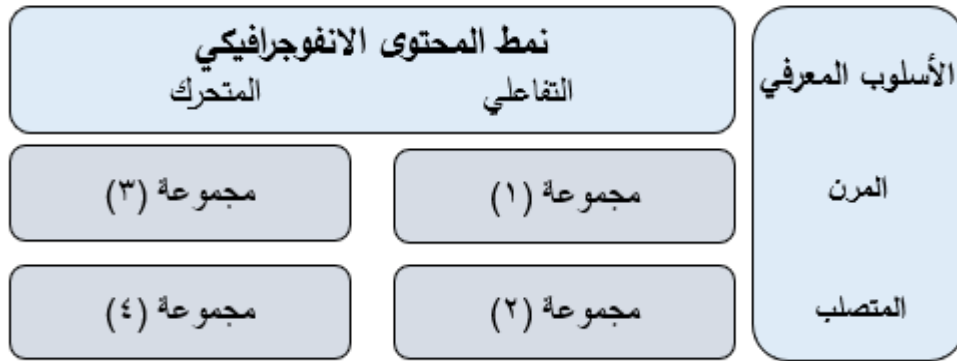 نمط المحتوى الانفوجرافيكي
الأسلوب المعرفي
التفاعلي
المتحرك
المرن
مجموعة (١)
مجموعة (٣)
المتصلب
مجموعة (٢)
مجموعة (٤)